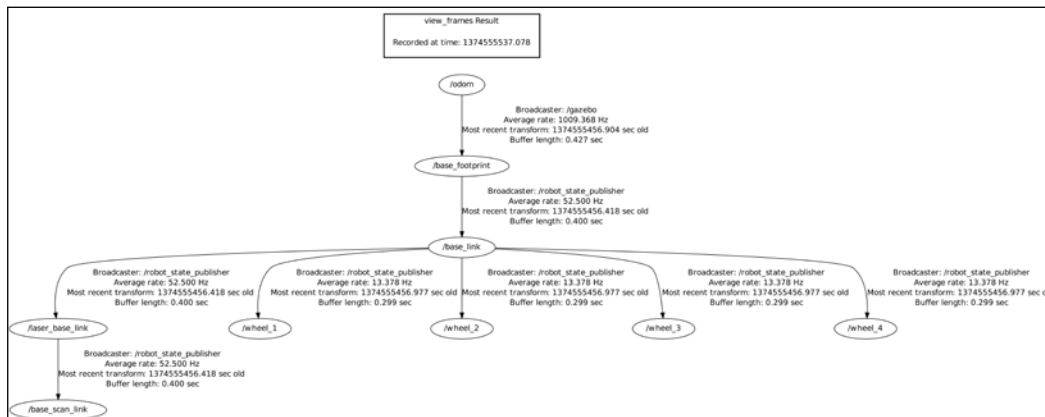 view_frames Result
Recorded at time: 1374555537.078
/odom
Broadcaster: /gazebo
Average rate: 1009.368 Hz
Most recent transform: 1374555456.904 sec old
Buffer length: 0.427 sec
/base_footprint
Broadcaster: /robot_state_publisher
Average rate: 52.500 Hz
Most recent transform: 1374555456.418 sec old
Buffer length: 0.400 sec
/base_link
Broadcaster: /robot_state_publisher
Average rate: 52.500 Hz
Most recent transform: 1374555456.418 sec old
Buffer length: 0.400 sec
Broadcaster: /robot_state_publisher
Average rate: 13.378 Hz
Most recent transform: 1374555456.977 sec old
Buffer length: 0.299 sec
Broadcaster: /robot_state_publisher
Average rate: 13.378 Hz
Most recent transform: 1374555456.977 sec old
Buffer length: 0.299 sec
Broadcaster: /robot_state_publisher
Average rate: 13.378 Hz
Most recent transform: 1374555456.977 sec old
Buffer length: 0.299 sec
Broadcaster: /robot_state_publisher
Average rate: 13.378 Hz
Most recent transform: 1374555456.977 sec old
Buffer length: 0.299 sec
/laser_base_link
/wheel_1
/wheel_2
/wheel_3
/wheel_4
Broadcaster: /robot_state_publisher
Average rate: 52.500 Hz
Most recent transform: 1374555456.418 sec old
Buffer length: 0.400 sec
/base_scan_link